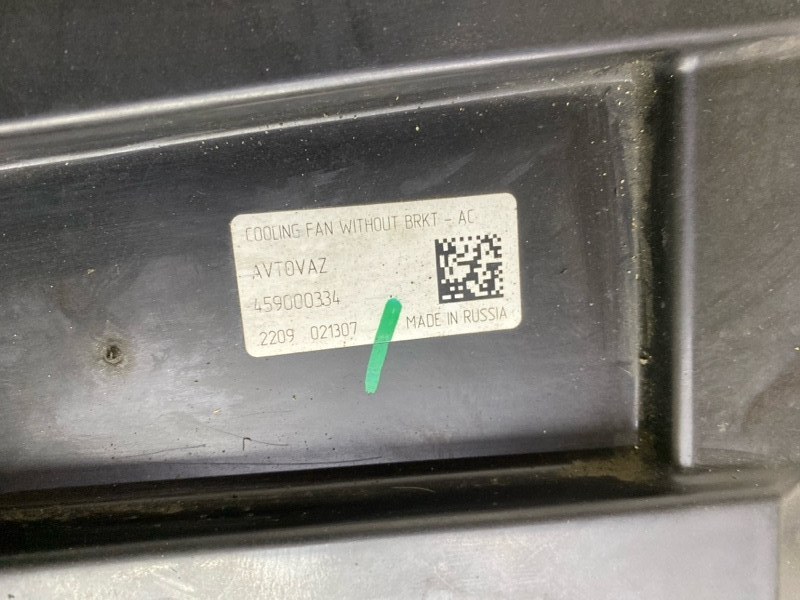 COOLING FAN WITHOUT BRKT - AC
AVTOVAZ
459000334
2209 021307
MADE IN RUSSIA